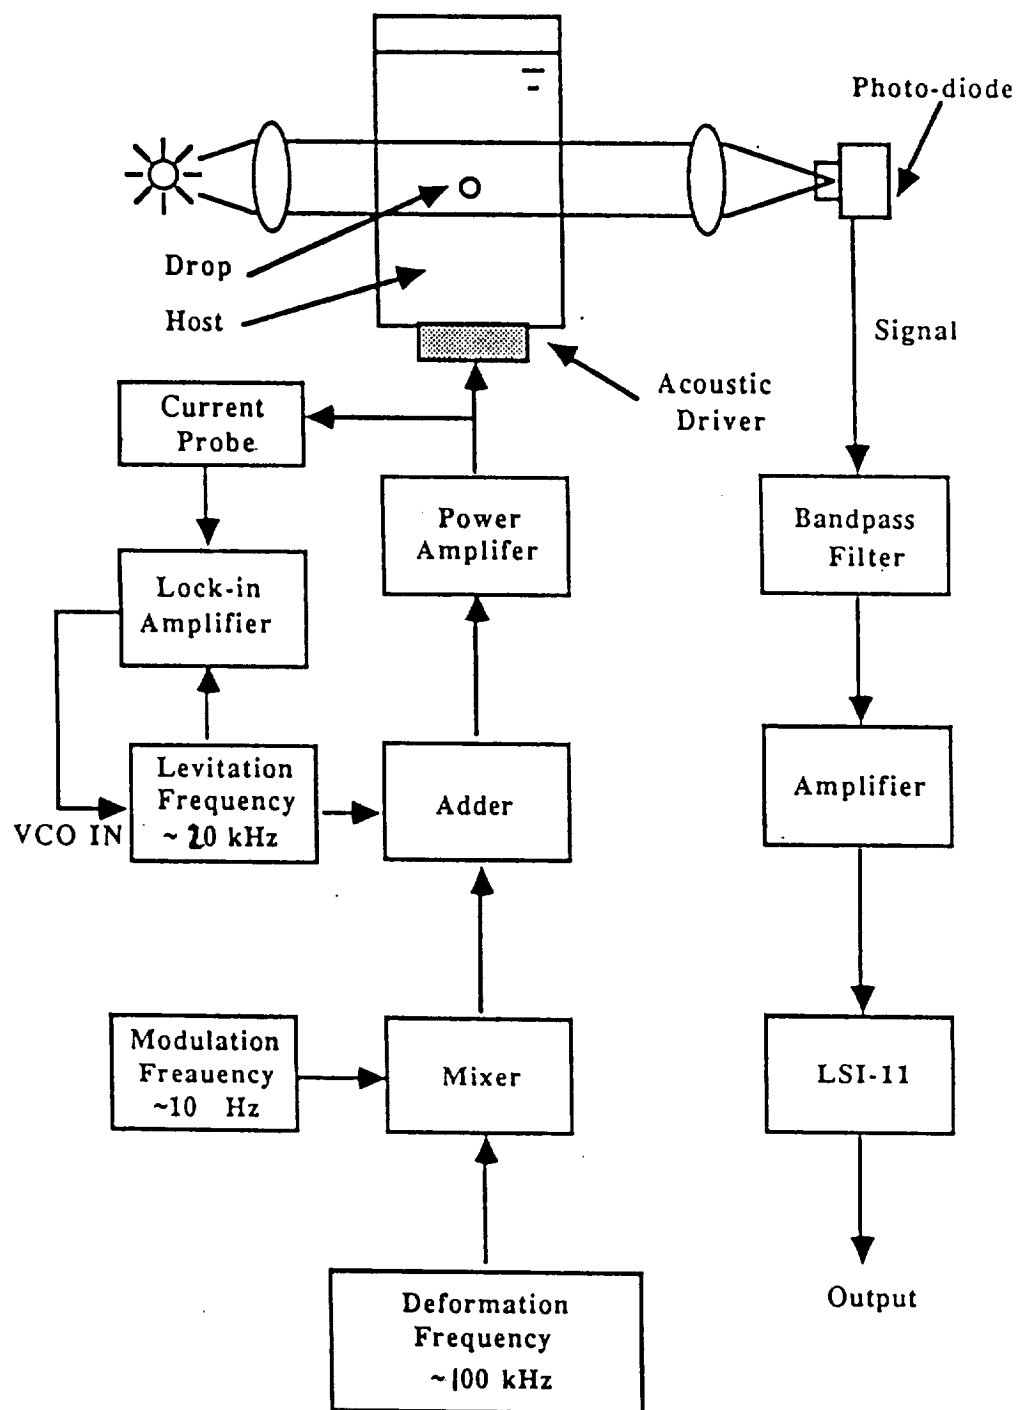 Photo-diode
Drop
Host
Signal
Acoustic
Driver
Current
Probe
Power
Amplifer
Bandpass
Filter
Lock-in
Amplifier
Levitation
Frequency
~ 20 kHz
VCO IN
Adder
Amplifier
Modulation
Freauency
~10 Hz
Mixer
LSI-11
Deformation
Frequency
~100 kHz
Output